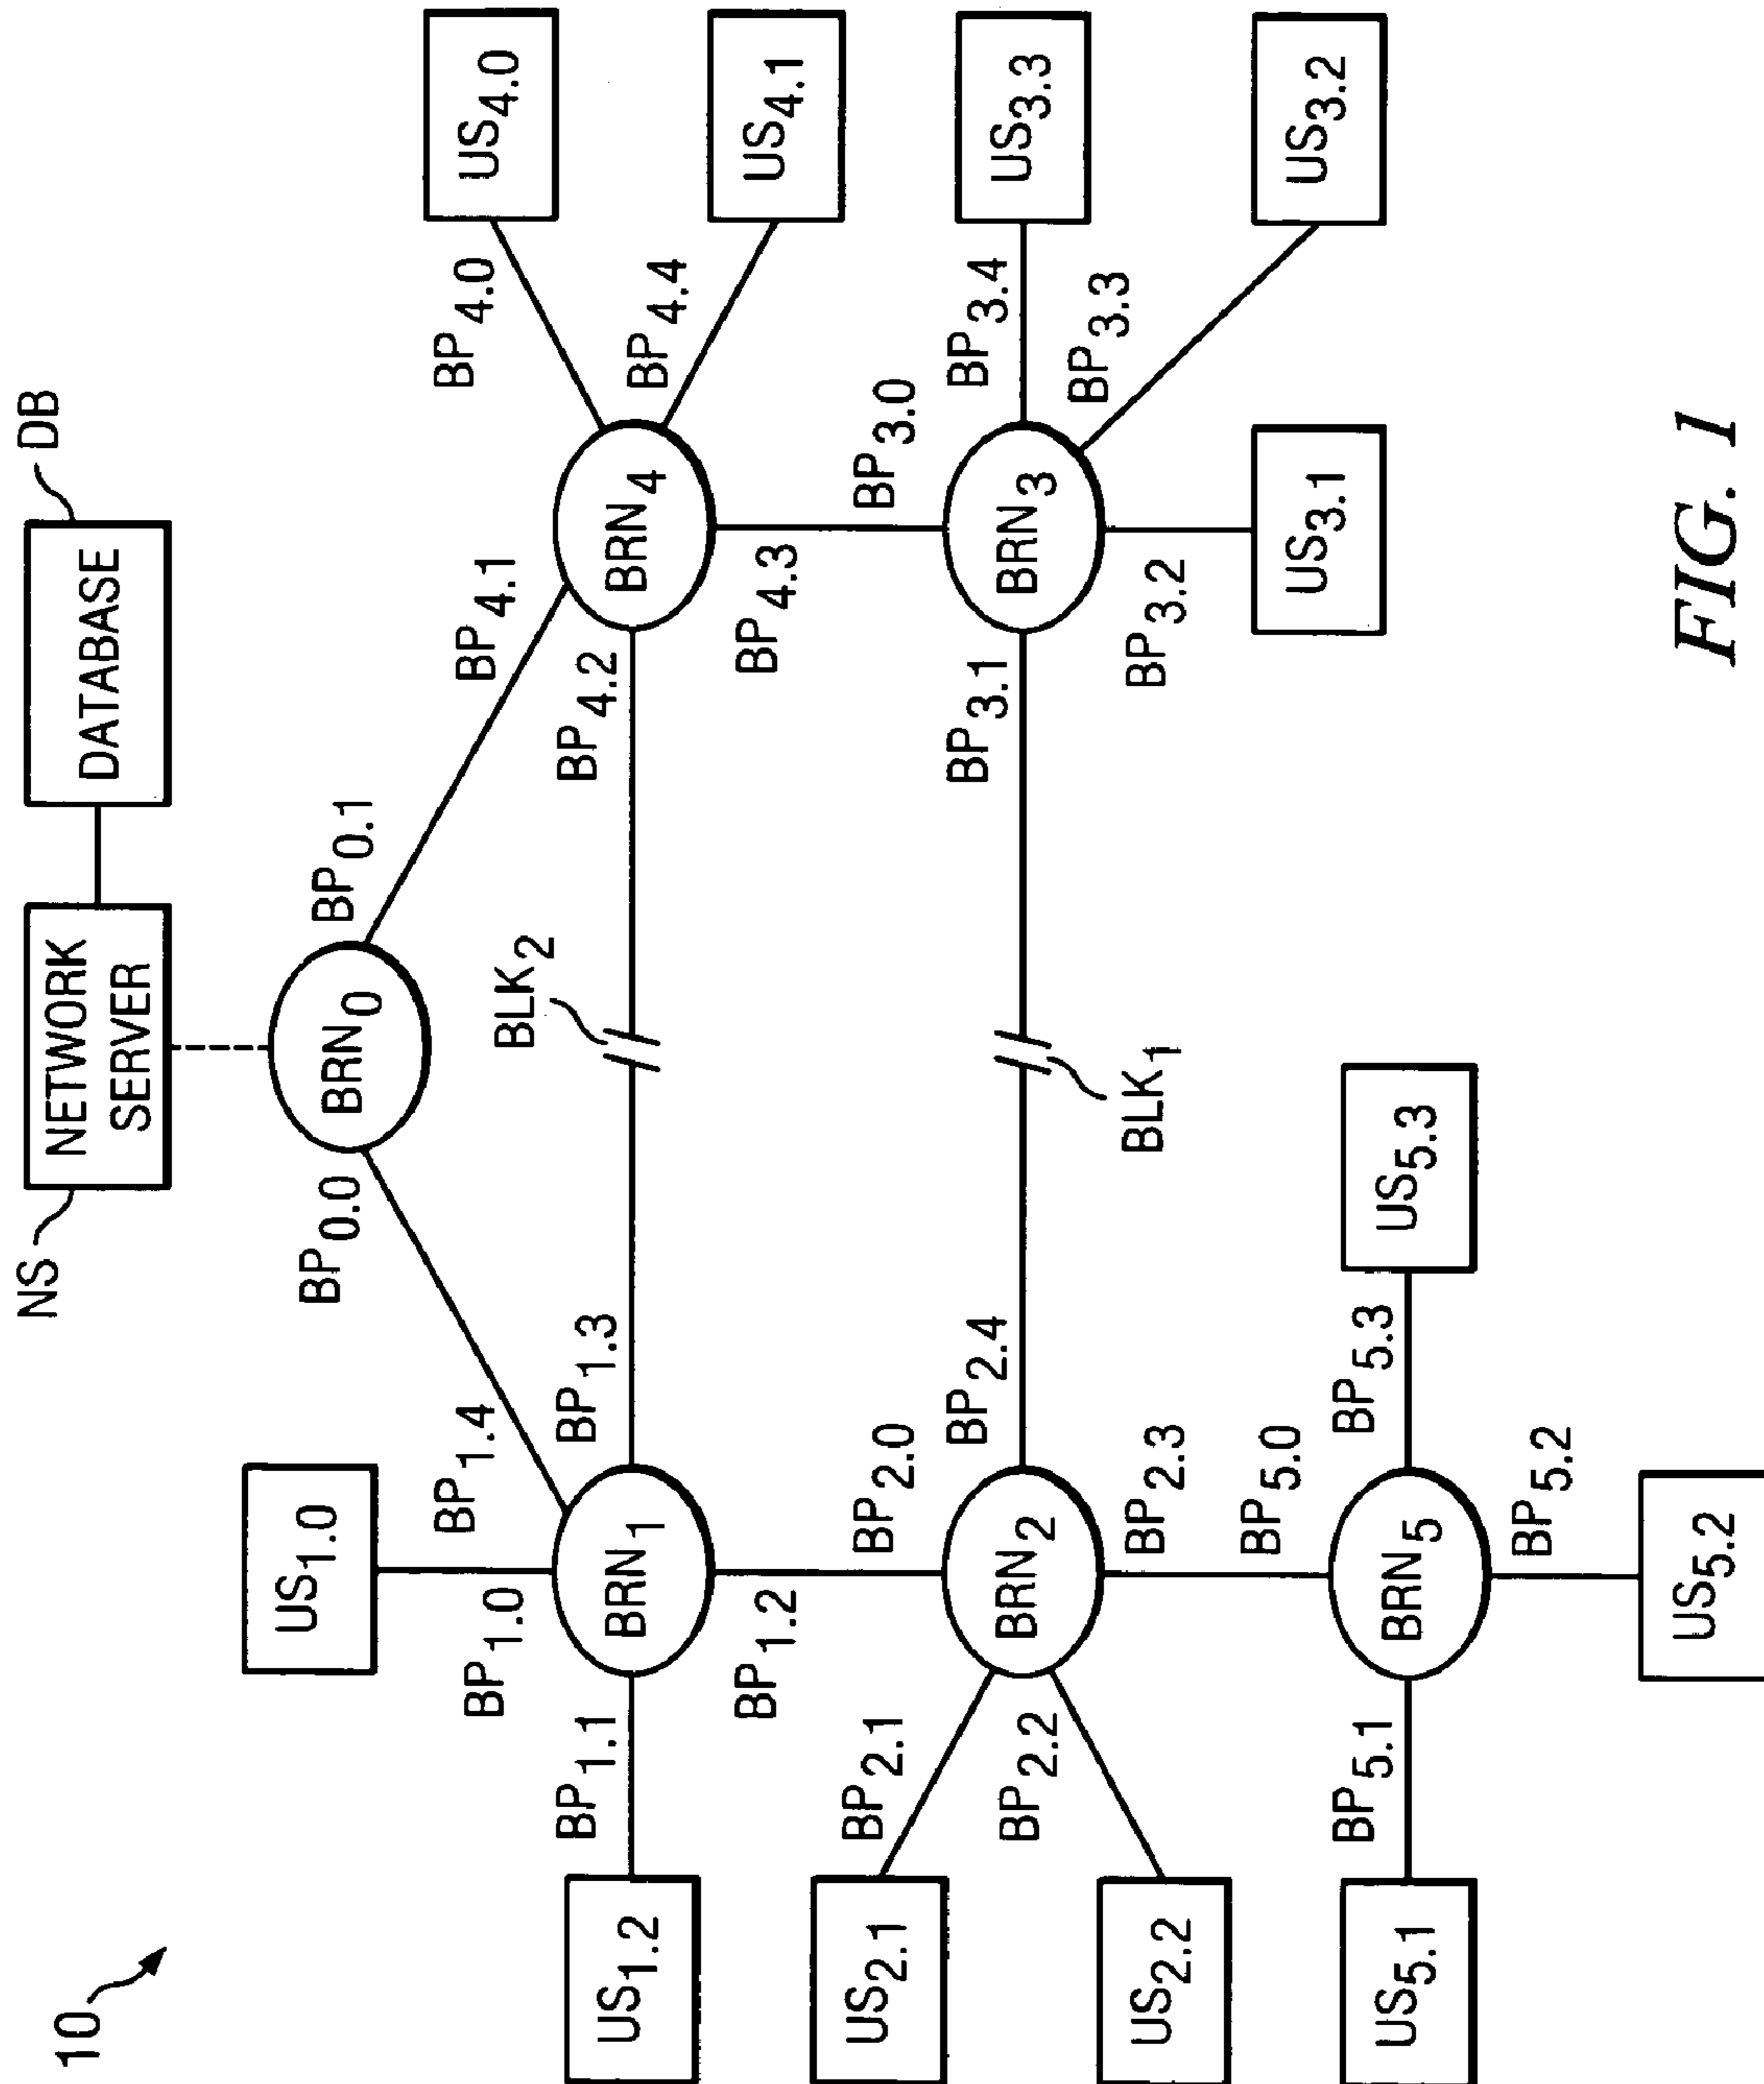 10
NS
NETWORK
SERVER
DATABASE
DB
BRN0
BP0.0
BP0.1
US1.0
BP1.4
BP1.0
BP4.1
BP4.0
US4.0
US1.2
BP1.1
BRN1
BP1.3
BLK2
BP4.2
BRN4
BP4.4
US4.1
BP1.2
BP2.0
BP4.3
BP3.0
US2.1
BP2.1
BRN2
BP2.4
BLK1
BP3.1
BRN3
BP3.4
US3.3
BP2.2
US2.2
BP2.3
BP3.2
BP3.3
US3.2
US3.1
BP5.0
US5.1
BP5.1
BRN5
BP5.3
US5.3
BP5.2
US5.2
FIG. 1